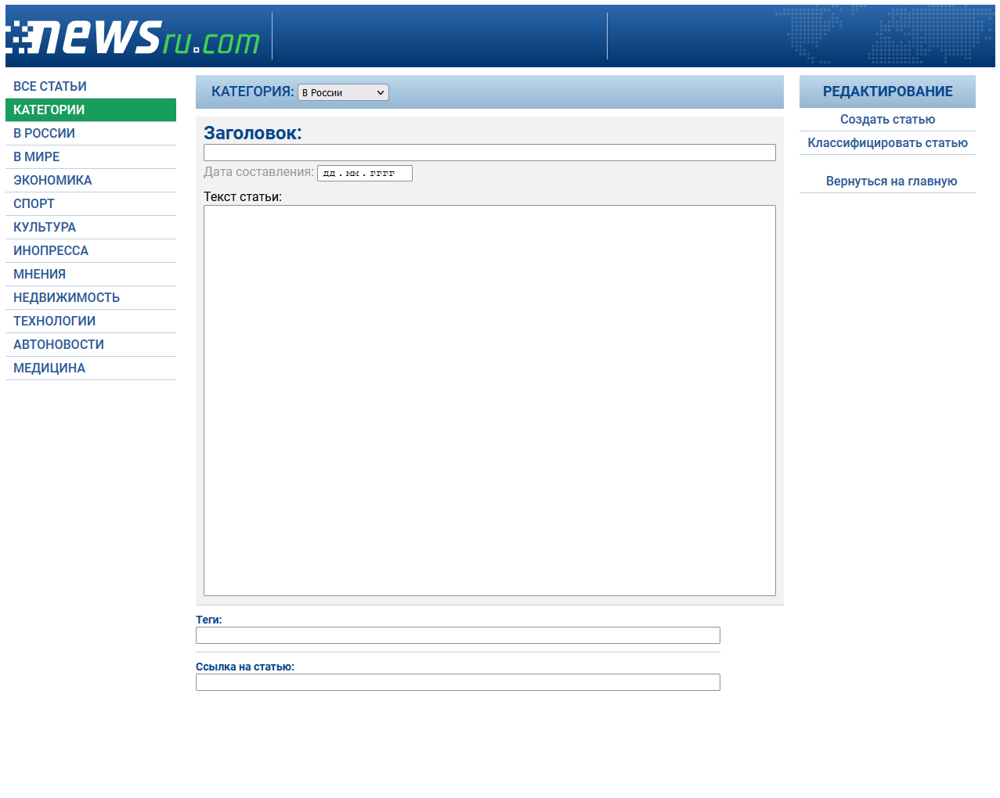 newsru.com
ВСЕ СТАТЬИ
КАТЕГОРИИ
В РОССИИ
В МИРЕ
ЭКОНОМИКА
СПОРТ
КУЛЬТУРА
ИНОПРЕССА
МНЕНИЯ
НЕДВИЖИМОСТЬ
ТЕХНОЛОГИИ
АВТОНОВОСТИ
МЕДИЦИНА
КАТЕГОРИЯ: В России
Заголовок:
Дата составления: дд.мм.гггг
Текст статьи:
Теги:
Ссылка на статью:
РЕДАКТИРОВАНИЕ
Создать статью
Классифицировать статью
Вернуться на главную